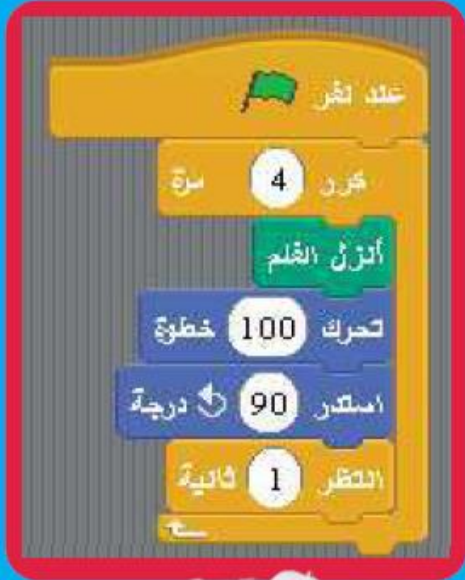 عند نقر
كرر 4 مرة
أنزل القلم
تحرك 100 خطوة
استدر 90 درجة
انتظر 1 ثانية